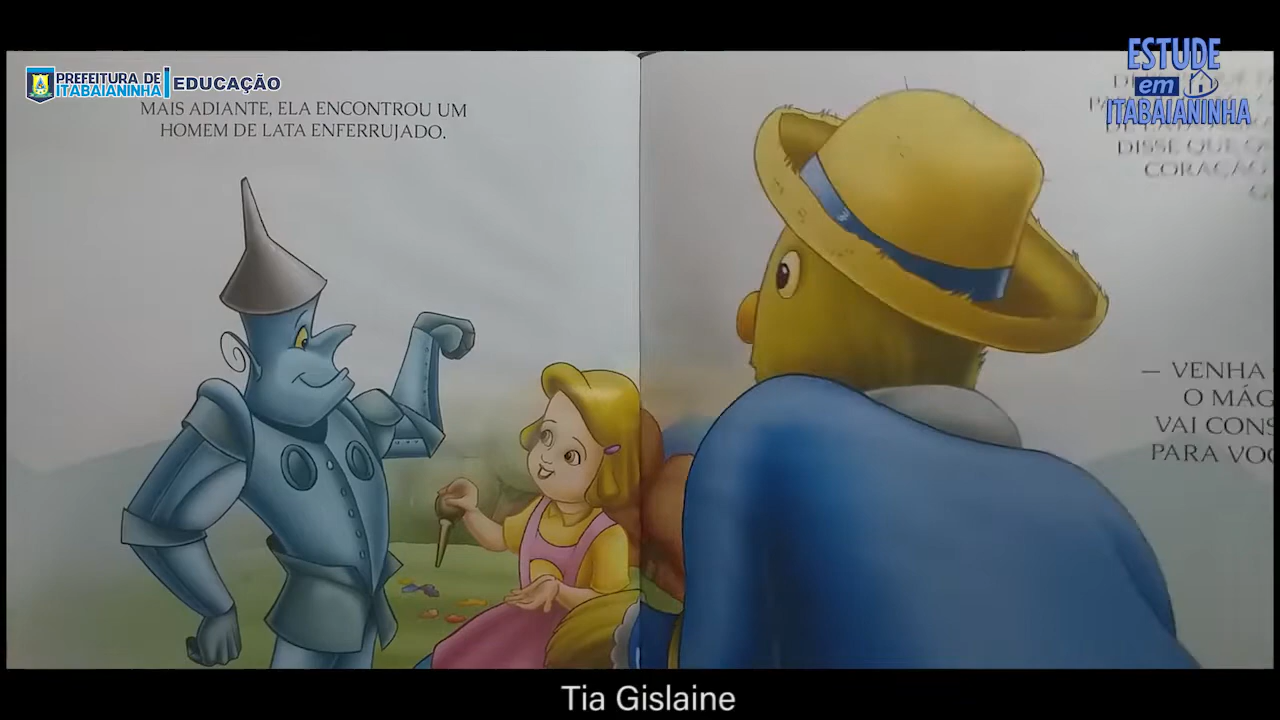 PREFEITURA DE
ITABAIANINHA
EDUCAÇÃO
ESTUDE
em
ITABAIANINHA
MAIS ADIANTE, ELA ENCONTROU UM
HOMEM DE LATA ENFERRUJADO.
DISSE QUE
CORAÇÃO
— VENHA
O MÁG
VAI CONS
PARA VOC
Tia Gislaine